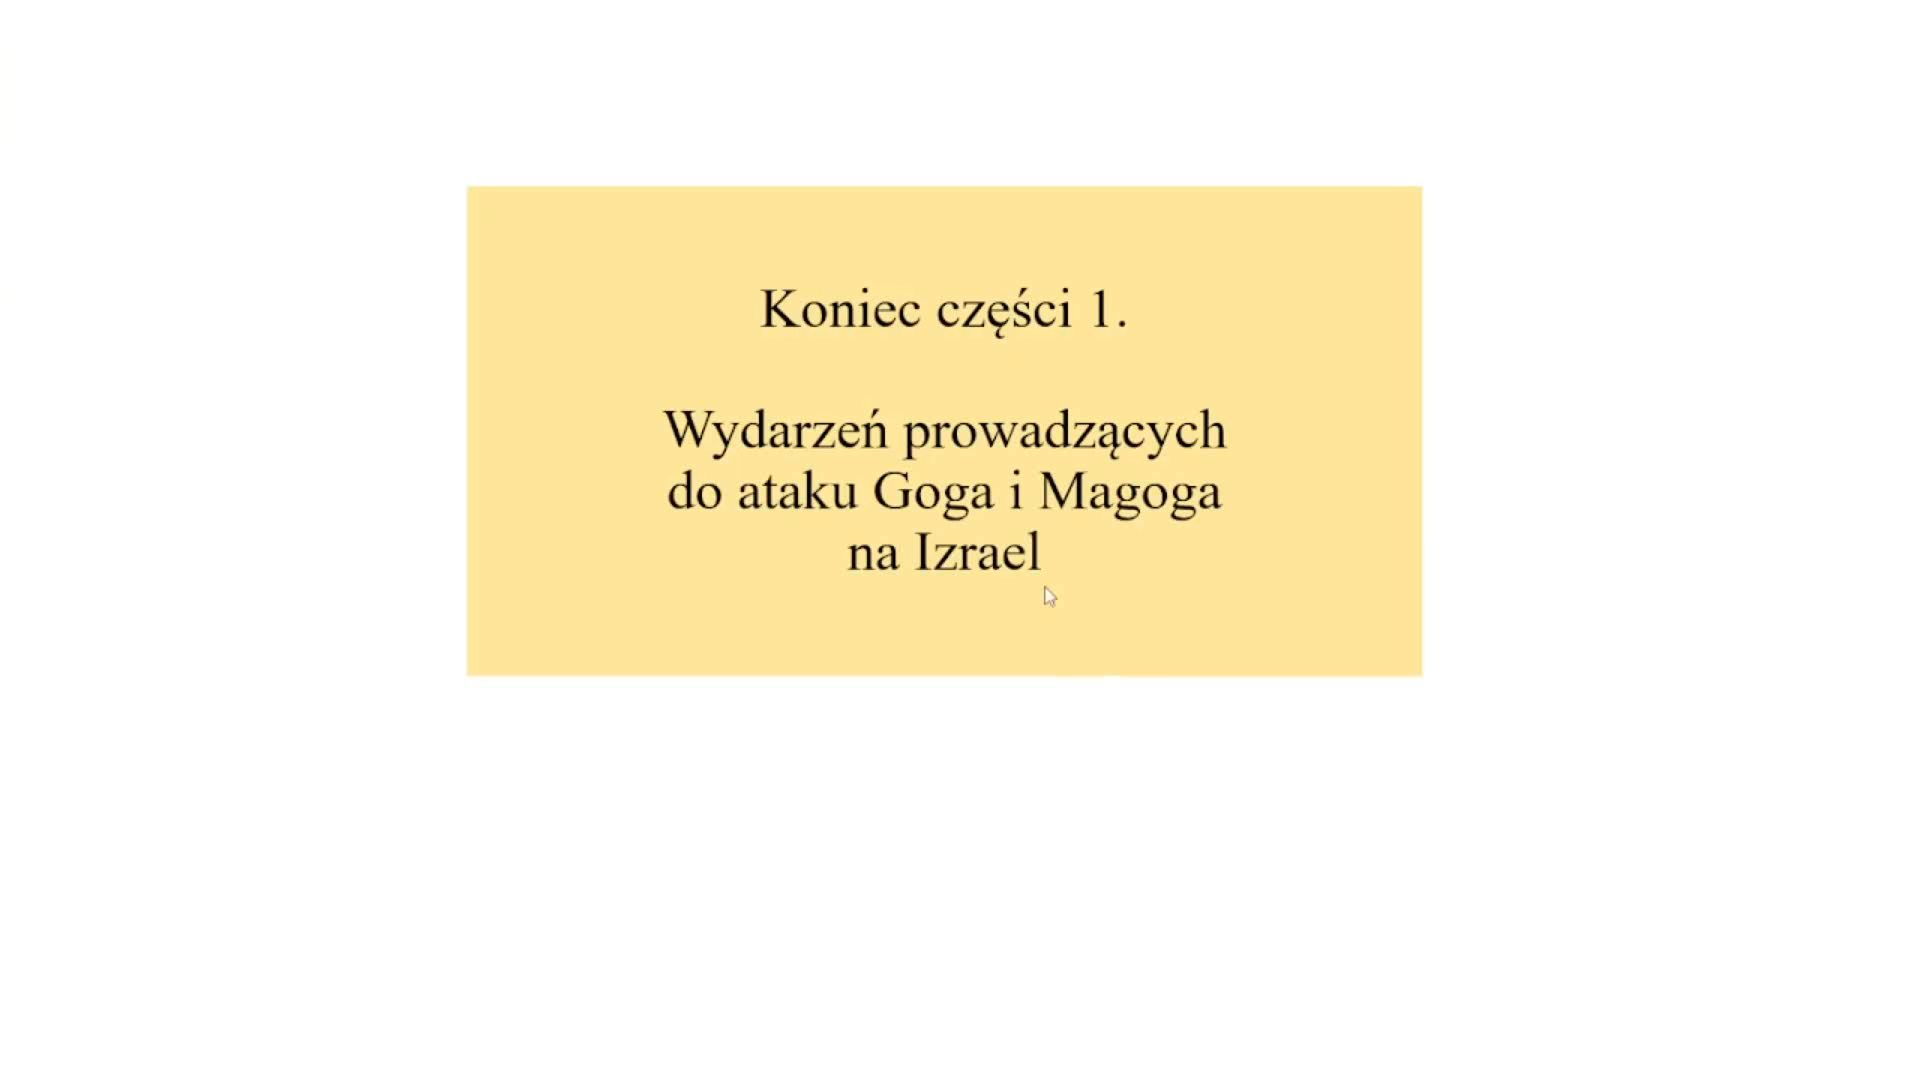 Koniec części 1.
Wydarzeń prowadzących
do ataku Goga i Magoga
na Izrael